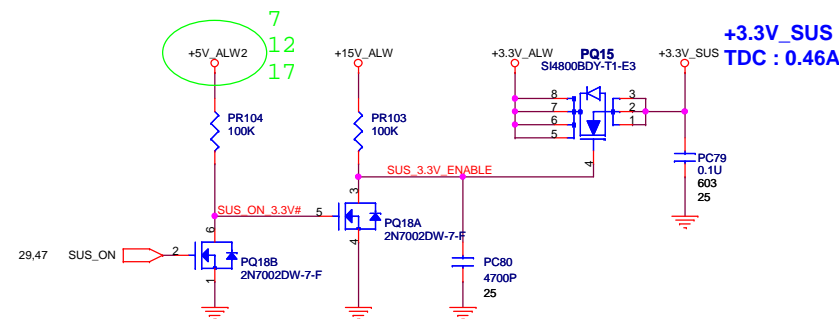 7
12
17
+5V_ALW2
+15V_ALW
+3.3V_ALW
PQ15
SI4800BDY-T1-E3
+3.3V_SUS
+3.3V_SUS
TDC : 0.46A
PR104
100K
PR103
100K
8
7
6
5
3
2
1
4
PC79
0.1U
603
25
SUS_3.3V_ENABLE
SUS_ON_3.3V#
5
3
4
PQ18A
2N7002DW-7-F
29,47
SUS_ON
2
6
1
PQ18B
2N7002DW-7-F
PC80
4700P
25